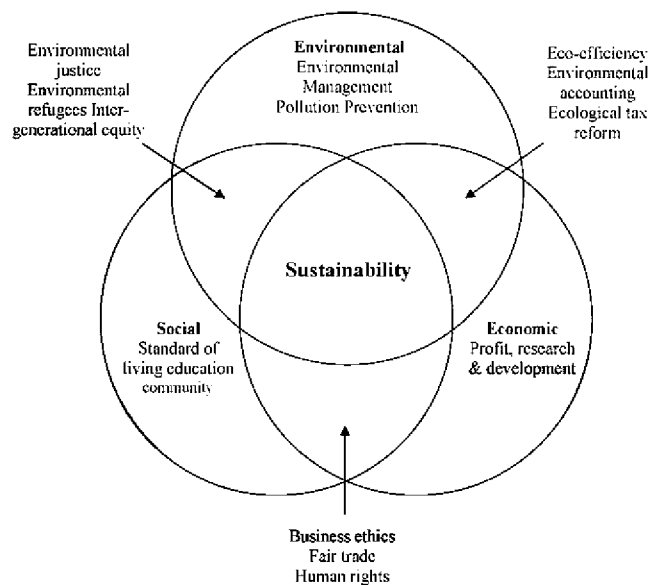 Environmental
justice
Environmental
refugees Inter-
generational equity
Environmental
Environmental
Management
Pollution Prevention
Eco-efficiency
Environmental
accounting
Ecological tax
reform
Sustainability
Social
Standard of
living education
community
Economic
Profit, research
& development
Business ethics
Fair trade
Human rights